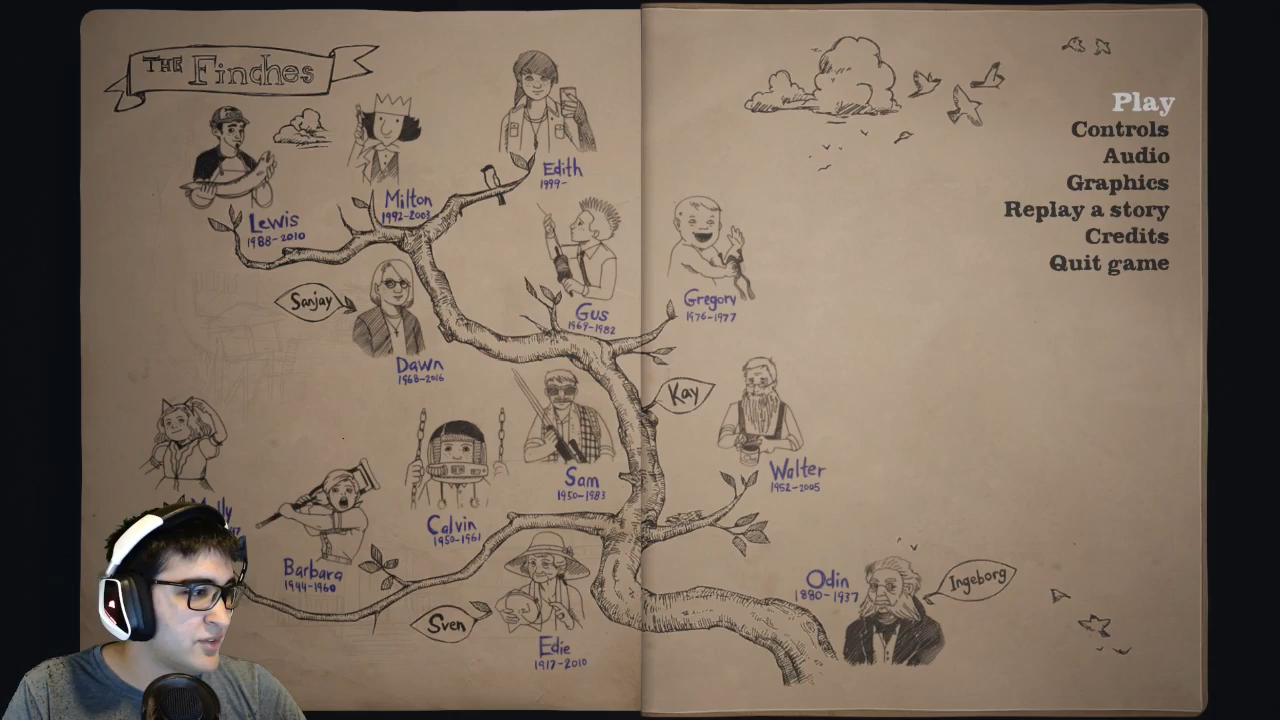 THE Finches
Edith
1999-
Milton
1992-2003
Lewis
1988-2010
Sanjay
Gus
1969-1982
Gregory
1976-1977
Dawn
1968-2016
Kay
Sam
1950-1983
Walter
1952-2005
Calvin
1950-1961
Barbara
1944-1960
Sven
Edie
1917-2010
Odin
1880-1937
Ingeborg
Play
Controls
Audio
Graphics
Replay a story
Credits
Quit game